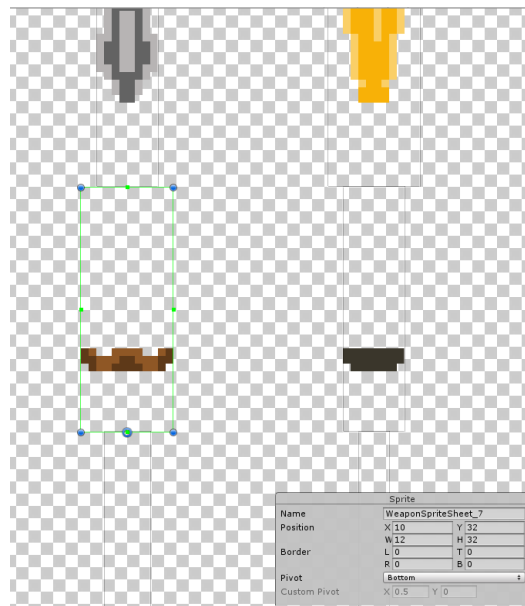 Sprite
Name WeaponSpriteSheet_7
Position X 10 Y 32
W 12 H 32
Border L 0 T 0
R 0 B 0
Pivot Bottom
Custom Pivot X 0.5 Y 0